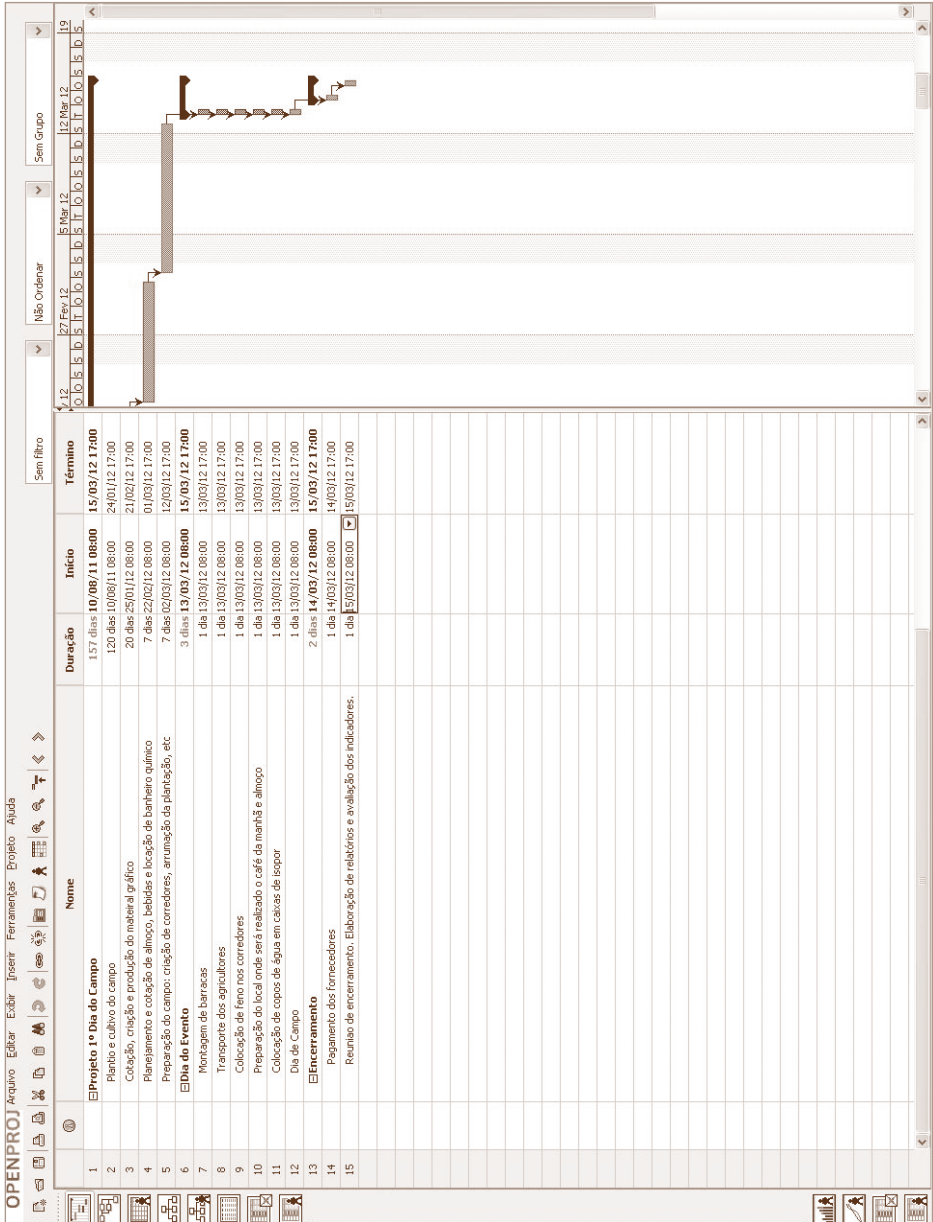 OPENPROJ Arquivo Editar Exibir Inserir Ferramentas Projeto Ajuda
Sem filtro Não Ordenar Sem Grupo
Nome Duração Início Término
27 Fev 12 5 Mar 12 12 Mar 12 19
O S S D S T O O S S D S T O O S S D S T O O S S D S
1 Projeto 1º Dia do Campo 157 dias 10/08/11 08:00 15/03/12 17:00
2 Plantio e cultivo do campo 120 dias 10/08/11 08:00 24/01/12 17:00
3 Cotação, criação e produção do mateiral gráfico 20 dias 25/01/12 08:00 21/02/12 17:00
4 Planejamento e cotação de almoço, bebidas e locação de banheiro químico 7 dias 22/02/12 08:00 01/03/12 17:00
5 Preparação do campo: criação de corredores, arrumação da plantação, etc 7 dias 02/03/12 08:00 12/03/12 17:00
6 Dia do Evento 3 dias 13/03/12 08:00 15/03/12 17:00
7 Montagem de barracas 1 dia 13/03/12 08:00 13/03/12 17:00
8 Transporte dos agricultores 1 dia 13/03/12 08:00 13/03/12 17:00
9 Colocação de feno nos corredores 1 dia 13/03/12 08:00 13/03/12 17:00
10 Preparação do local onde será realizado o café da manhã e almoço 1 dia 13/03/12 08:00 13/03/12 17:00
11 Colocação de copos de água em caixas de isopor 1 dia 13/03/12 08:00 13/03/12 17:00
12 Dia de Campo 1 dia 13/03/12 08:00 13/03/12 17:00
13 Encerramento 2 dias 14/03/12 08:00 15/03/12 17:00
14 Pagamento dos fornecedores 1 dia 14/03/12 08:00 14/03/12 17:00
15 Reuniao de encerramento. Elaboração de relatórios e avaliação dos indicadores. 1 dia 15/03/12 08:00 15/03/12 17:00